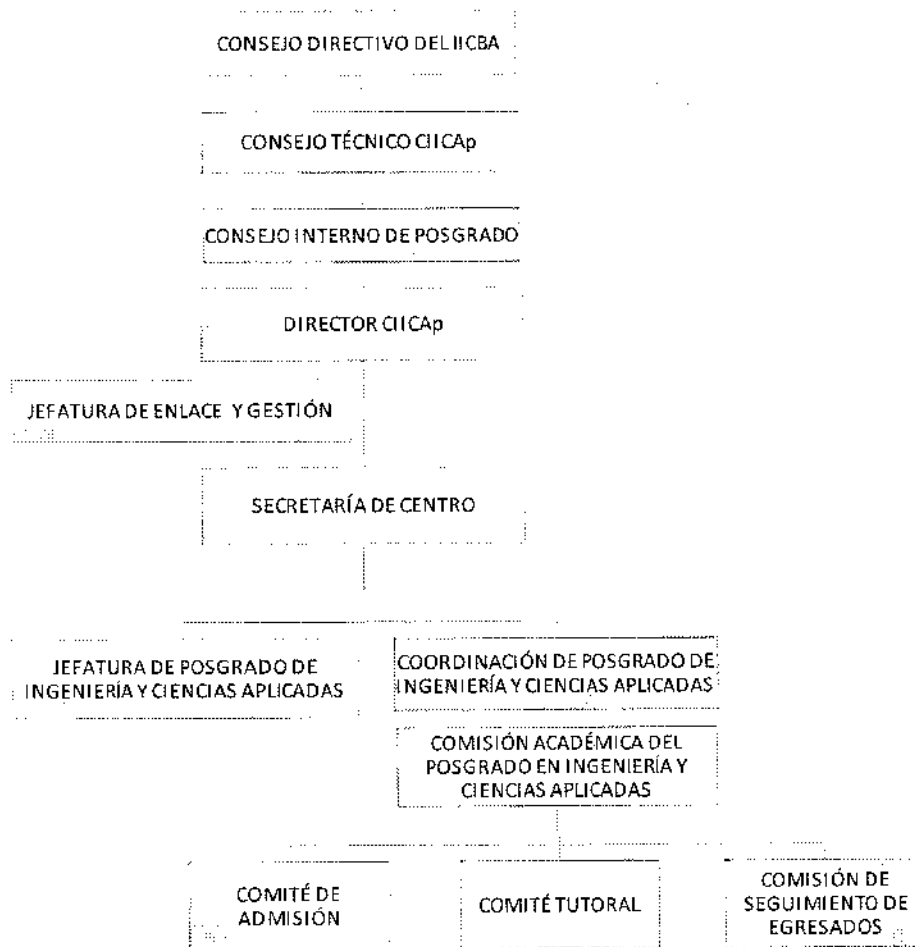 CONSEJO DIRECTIVO DEL IICBA
CONSEJO TÉCNICO CIICAp
CONSEJO INTERNO DE POSGRADO
DIRECTOR CIICAp
JEFATURA DE ENLACE Y GESTIÓN
SECRETARÍA DE CENTRO
JEFATURA DE POSGRADO DE
INGENIERÍA Y CIENCIAS APLICADAS
COORDINACIÓN DE POSGRADO DE
INGENIERÍA Y CIENCIAS APLICADAS
COMISIÓN ACADÉMICA DEL
POSGRADO EN INGENIERÍA Y
CIENCIAS APLICADAS
COMITÉ DE
ADMISIÓN
COMITÉ TUTORAL
COMISIÓN DE
SEGUIMIENTO DE
EGRESADOS